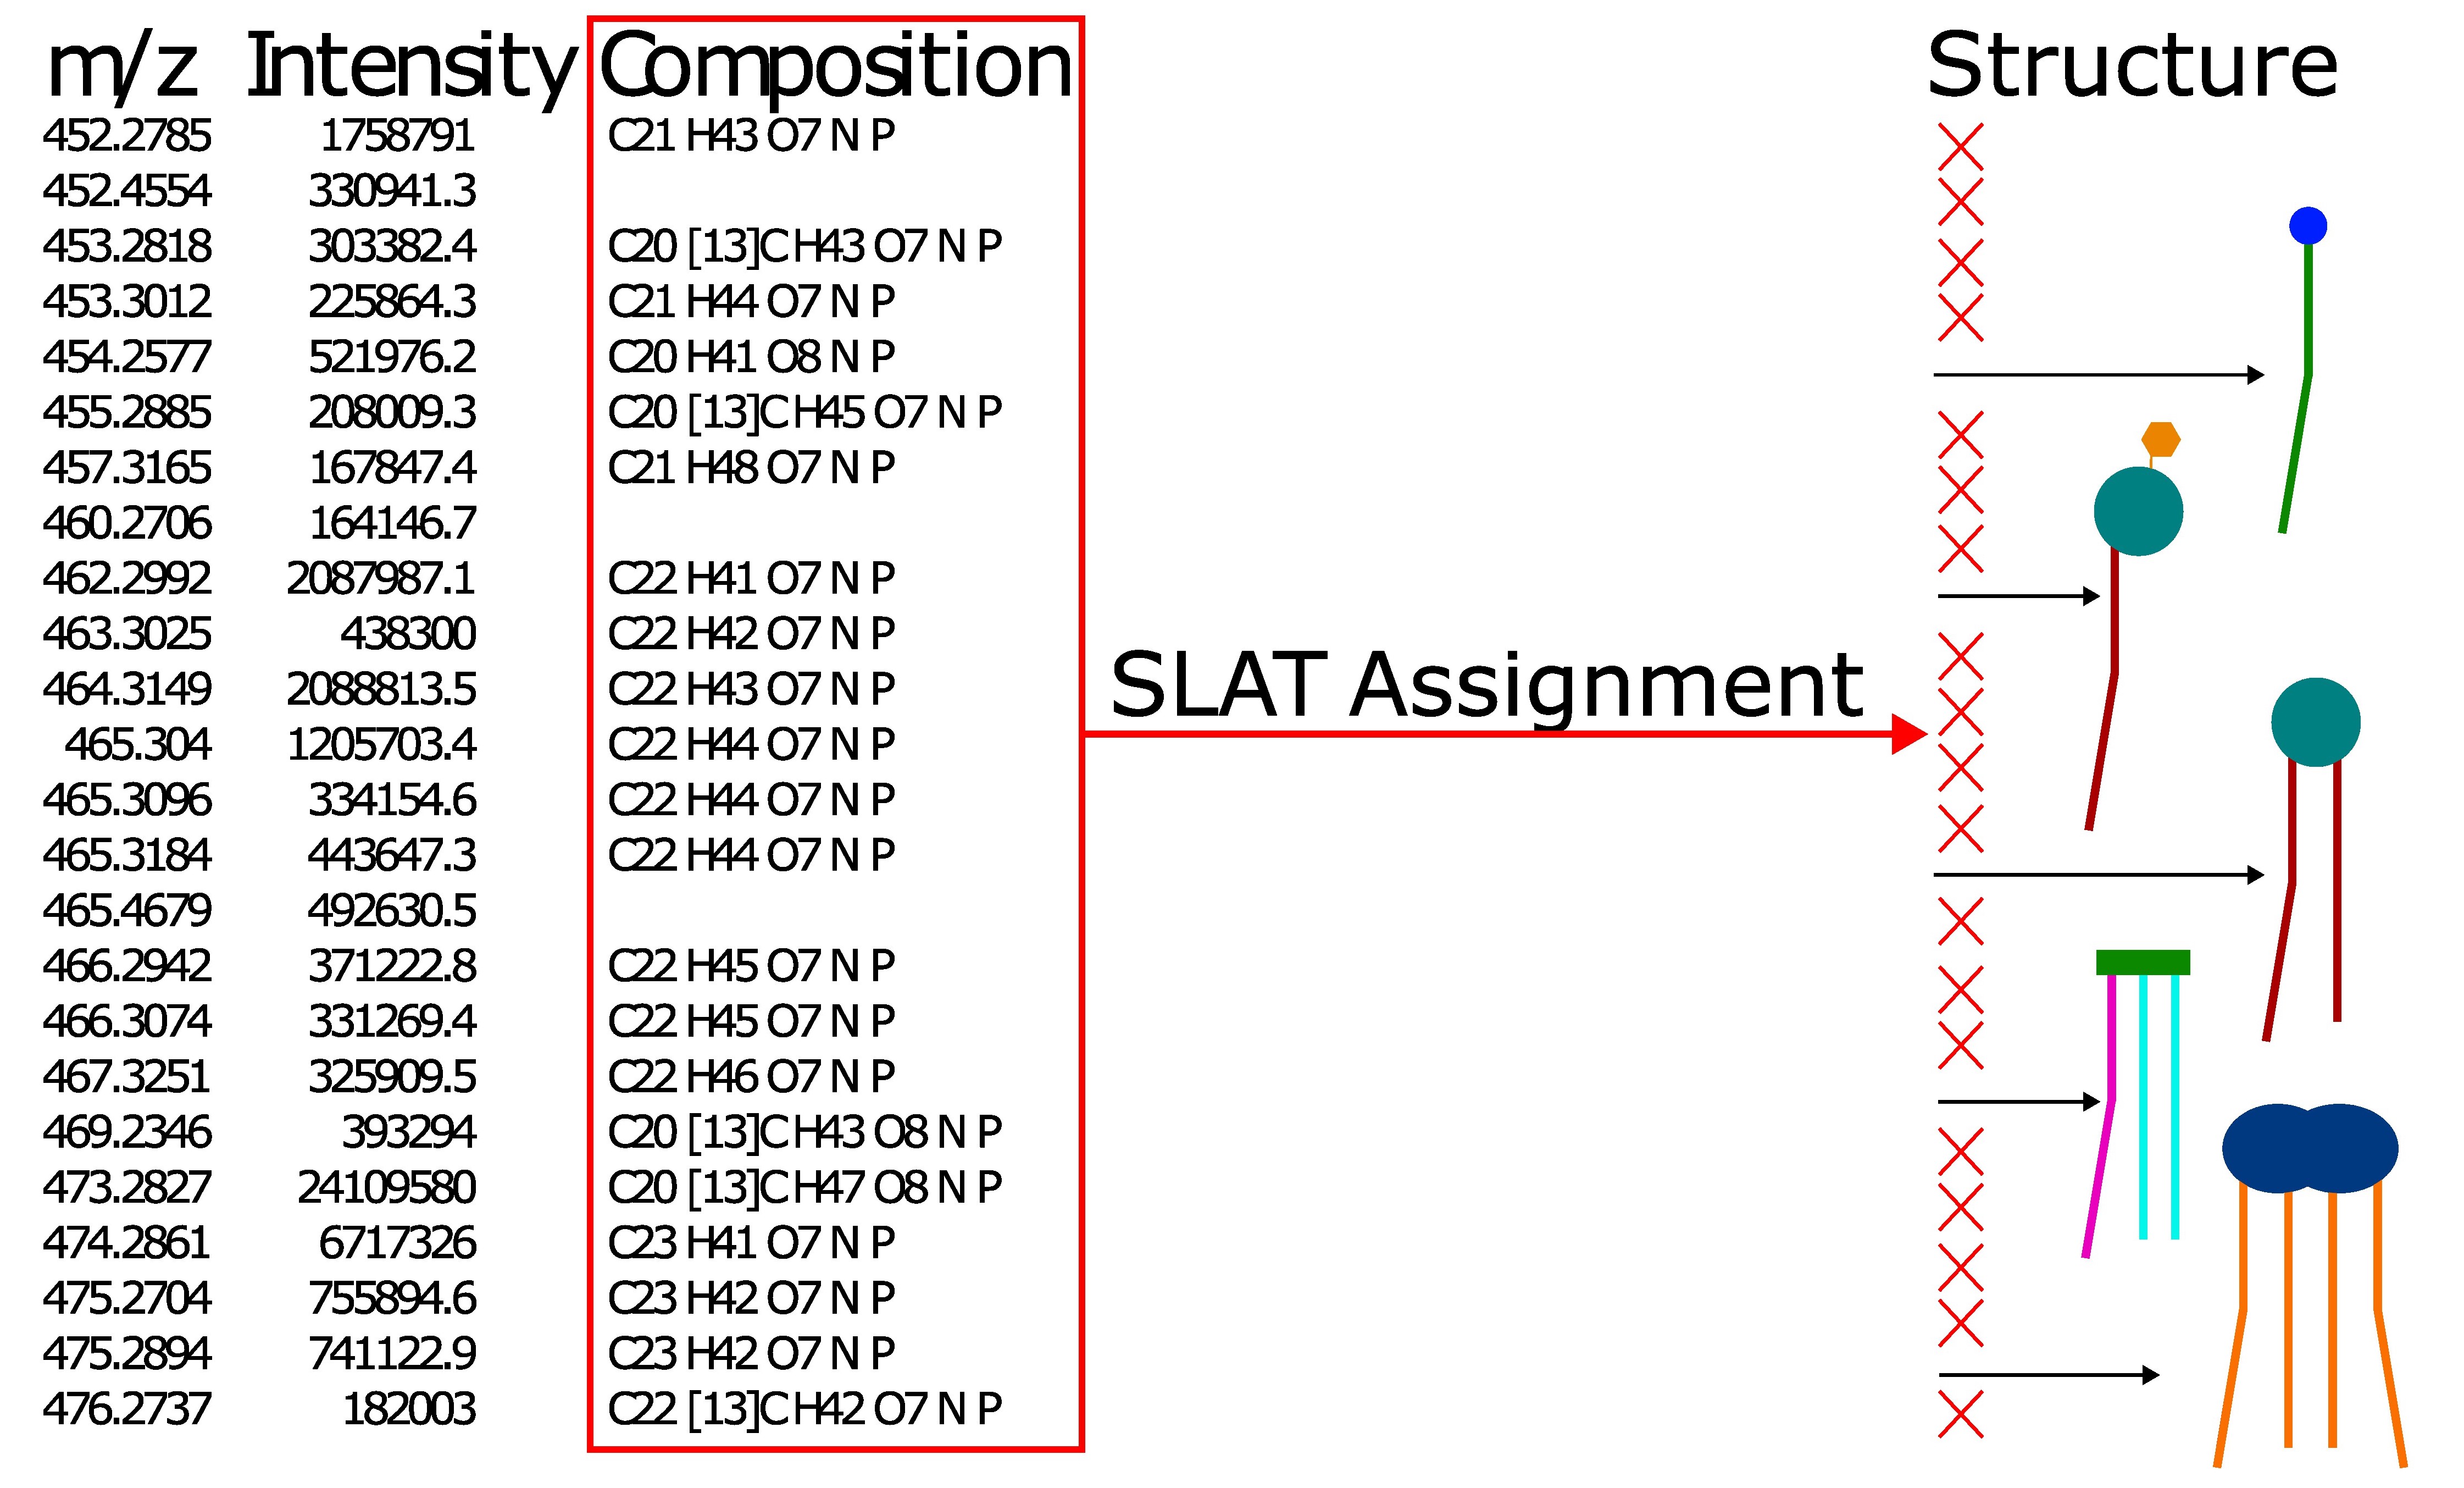 m/z Intensity Composition Structure
452.2785 1758791 C21 H43 O7 N P
452.4554 330941.3
453.2818 303382.4 C20 [13]C H43 O7 N P
453.3012 225864.3 C21 H44 O7 N P
454.2577 521976.2 C20 H41 O8 N P
455.2885 208009.3 C20 [13]C H45 O7 N P
457.3165 167847.4 C21 H48 O7 N P
460.2706 164146.7
462.2992 2087987.1 C22 H41 O7 N P
463.3025 438300 C22 H42 O7 N P
464.3149 2088813.5 C22 H43 O7 N P
SLAT Assignment
465.304 1205703.4 C22 H44 O7 N P
465.3096 334154.6 C22 H44 O7 N P
465.3184 443647.3 C22 H44 O7 N P
465.4679 492630.5
466.2942 371222.8 C22 H45 O7 N P
466.3074 331269.4 C22 H45 O7 N P
467.3251 325909.5 C22 H46 O7 N P
469.2346 393294 C20 [13]C H43 O8 N P
473.2827 24109580 C20 [13]C H47 O8 N P
474.2861 6717326 C23 H41 O7 N P
475.2704 755894.6 C23 H42 O7 N P
475.2894 741122.9 C23 H42 O7 N P
476.2737 182003 C22 [13]C H42 O7 N P